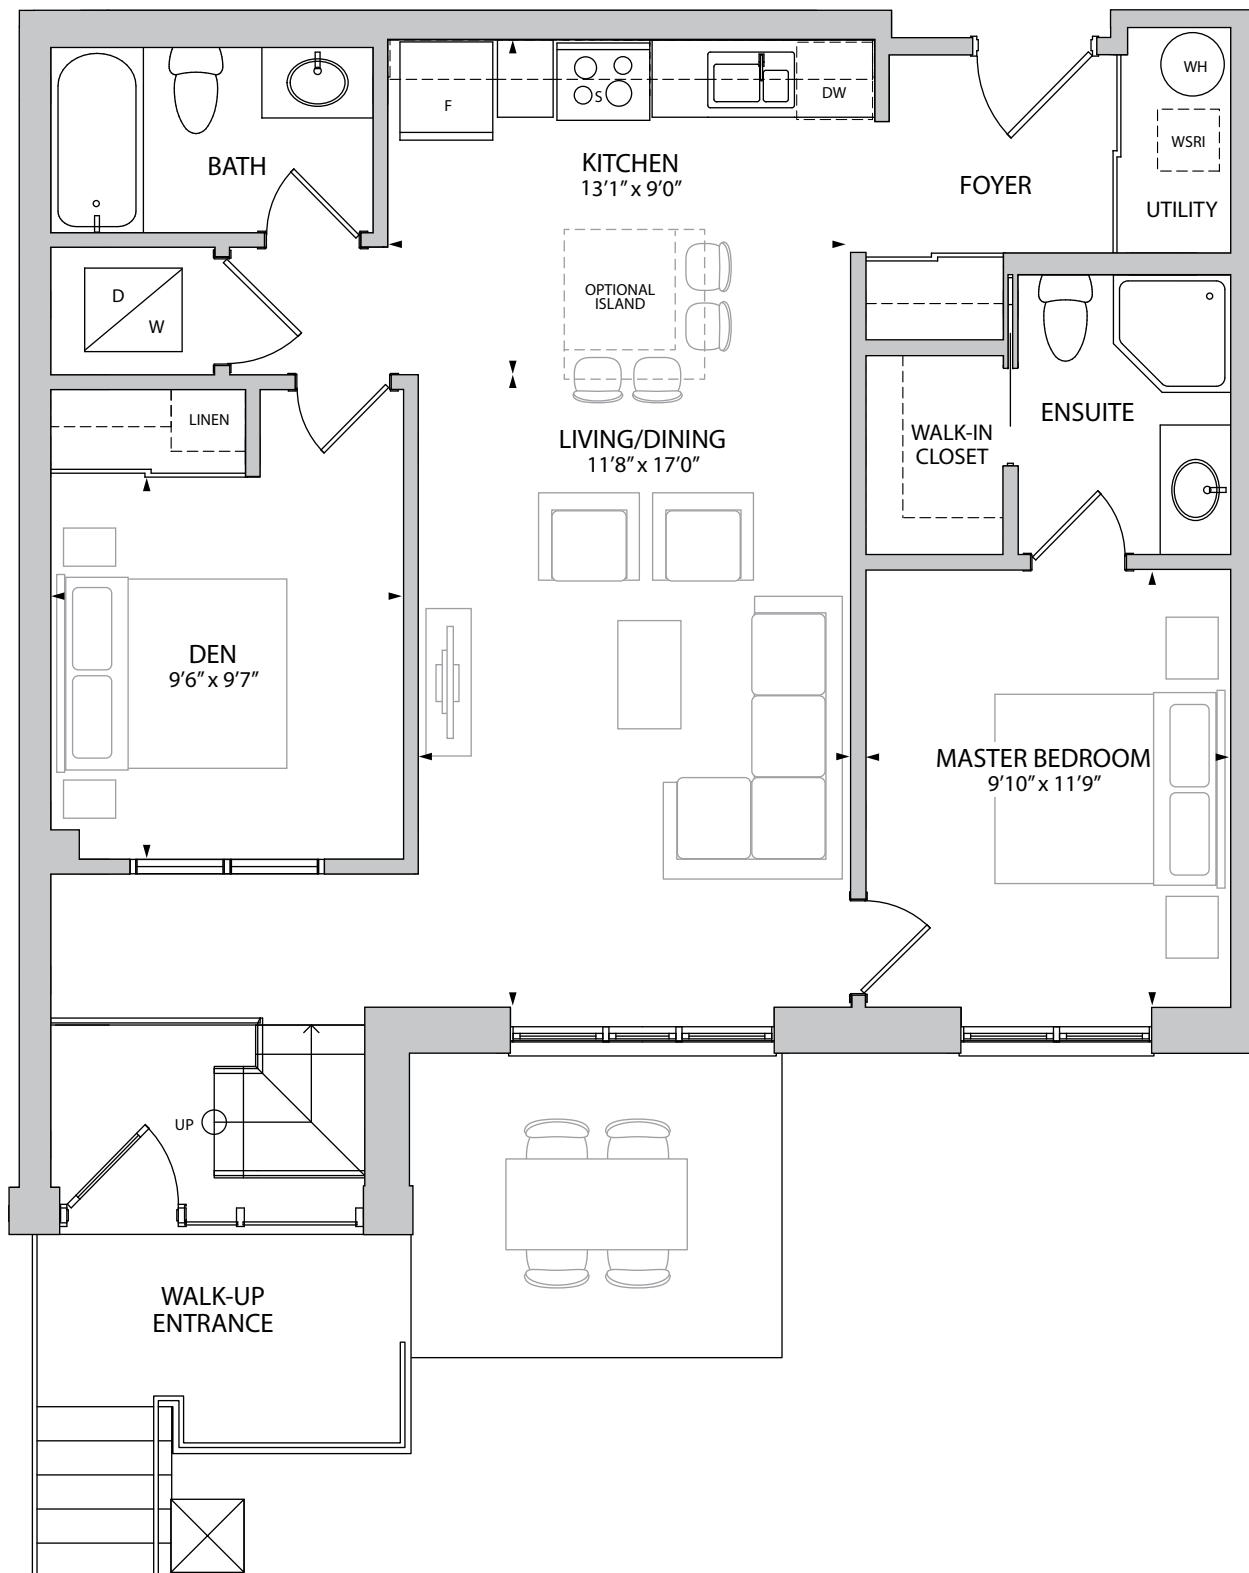 WH
F
S
DW
WSRI
BATH
KITCHEN
13'1" x 9'0"
FOYER
UTILITY
D
W
OPTIONAL
ISLAND
LINEN
ENSUITE
WALK-IN
CLOSET
LIVING/DINING
11'8" x 17'0"
DEN
9'6" x 9'7"
MASTER BEDROOM
9'10" x 11'9"
UP
WALK-UP
ENTRANCE